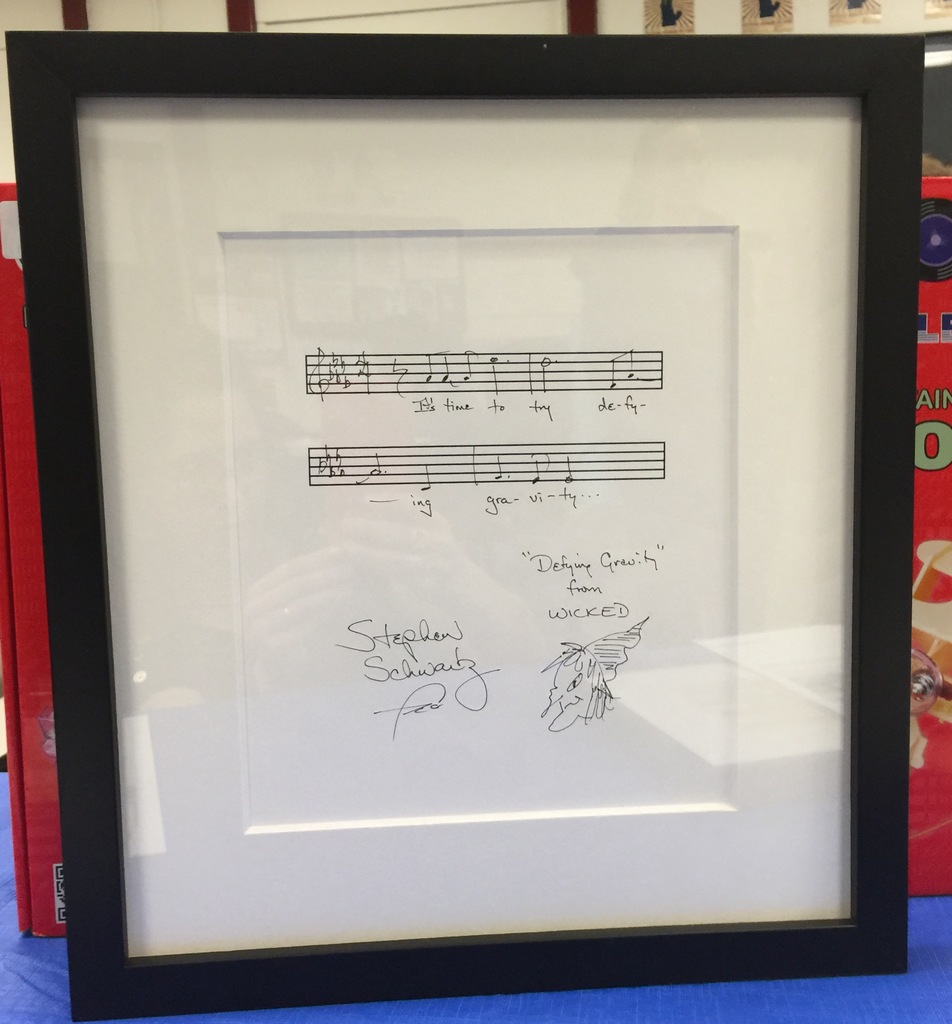 It's time to try de-fy-
— ing gra-vi-ty...
"Defying Gravity"
from
WICKED
Stephen
Schwartz